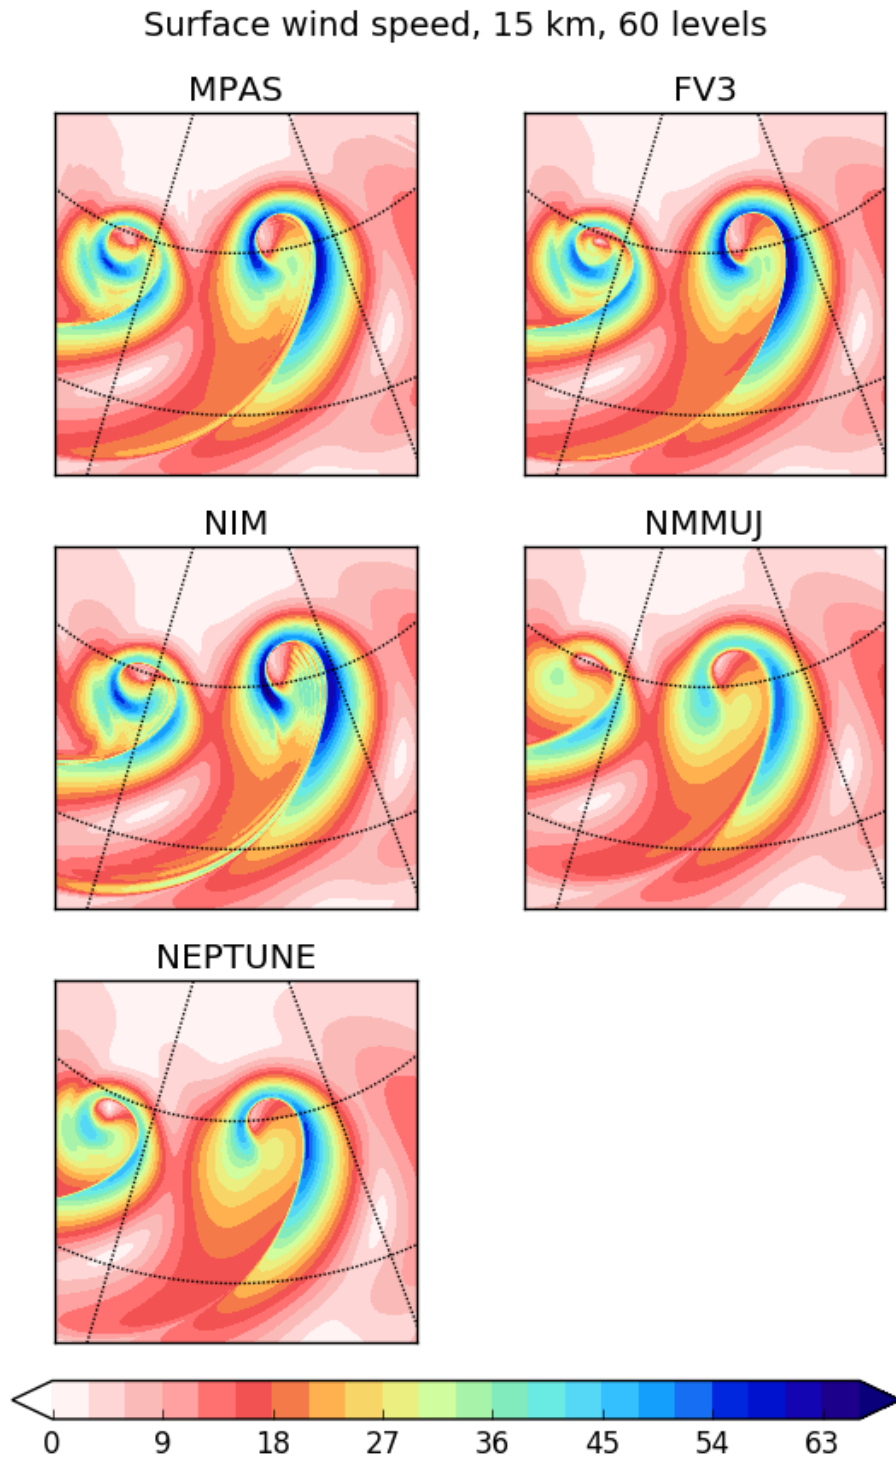 Surface wind speed, 15 km, 60 levels
MPAS
FV3
NIM
NMMUJ
NEPTUNE
0 9 18 27 36 45 54 63